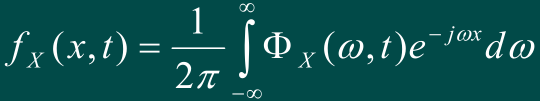 f_X(x,t) = \frac{1}{2\pi} \int_{-\infty}^{\infty} \Phi_X(\omega,t) e^{-j\omega x} d\omega